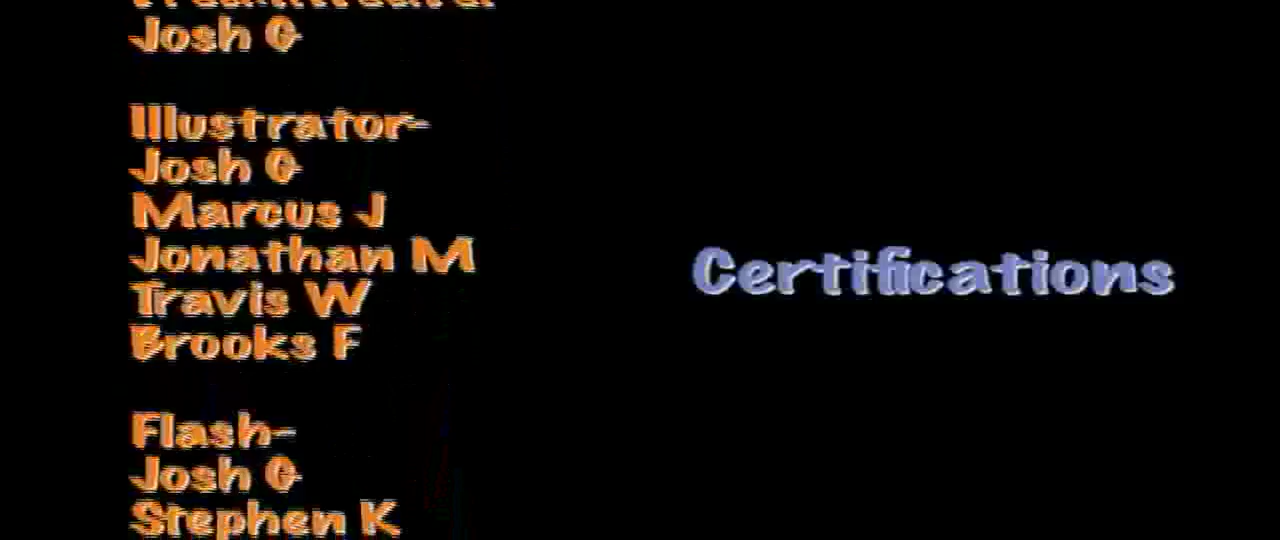 Josh G
Illustrator-
Josh G
Marcus J
Jonathan M
Travis W
Brooks F
Flash-
Josh G
Stephen K
Certifications